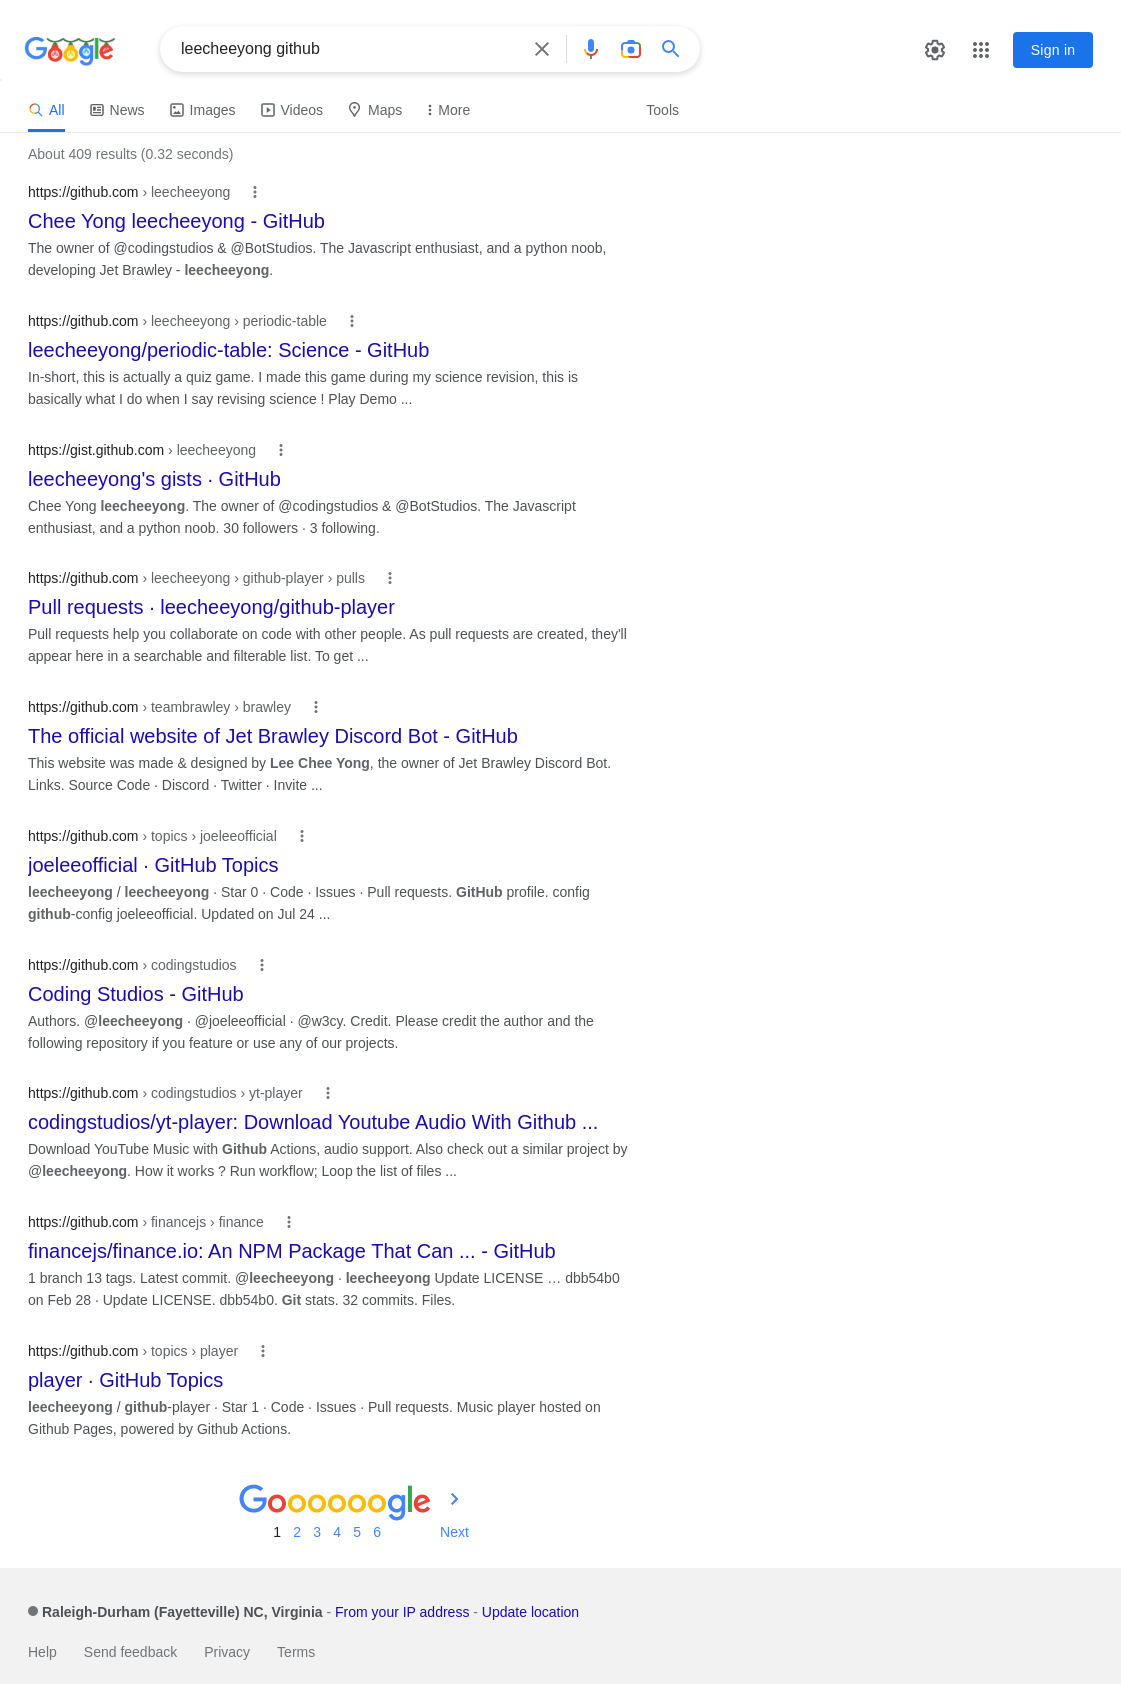 Google
leecheeyong github
Sign in
All News Images Videos Maps More Tools
About 409 results (0.32 seconds)
https://github.com › leecheeyong
Chee Yong leecheeyong - GitHub
The owner of @codingstudios & @BotStudios. The Javascript enthusiast, and a python noob,
developing Jet Brawley - leecheeyong.
https://github.com › leecheeyong › periodic-table
leecheeyong/periodic-table: Science - GitHub
In-short, this is actually a quiz game. I made this game during my science revision, this is
basically what I do when I say revising science ! Play Demo ...
https://gist.github.com › leecheeyong
leecheeyong's gists · GitHub
Chee Yong leecheeyong. The owner of @codingstudios & @BotStudios. The Javascript
enthusiast, and a python noob. 30 followers · 3 following.
https://github.com › leecheeyong › github-player › pulls
Pull requests · leecheeyong/github-player
Pull requests help you collaborate on code with other people. As pull requests are created, they'll
appear here in a searchable and filterable list. To get ...
https://github.com › teambrawley › brawley
The official website of Jet Brawley Discord Bot - GitHub
This website was made & designed by Lee Chee Yong, the owner of Jet Brawley Discord Bot.
Links. Source Code · Discord · Twitter · Invite ...
https://github.com › topics › joeleeofficial
joeleeofficial · GitHub Topics
leecheeyong / leecheeyong · Star 0 · Code · Issues · Pull requests. GitHub profile. config
github-config joeleeofficial. Updated on Jul 24 ...
https://github.com › codingstudios
Coding Studios - GitHub
Authors. @leecheeyong · @joeleeofficial · @w3cy. Credit. Please credit the author and the
following repository if you feature or use any of our projects.
https://github.com › codingstudios › yt-player
codingstudios/yt-player: Download Youtube Audio With Github ...
Download YouTube Music with Github Actions, audio support. Also check out a similar project by
@leecheeyong. How it works ? Run workflow; Loop the list of files ...
https://github.com › financejs › finance
financejs/finance.io: An NPM Package That Can ... - GitHub
1 branch 13 tags. Latest commit. @leecheeyong · leecheeyong Update LICENSE … dbb54b0
on Feb 28 · Update LICENSE. dbb54b0. Git stats. 32 commits. Files.
https://github.com › topics › player
player · GitHub Topics
leecheeyong / github-player · Star 1 · Code · Issues · Pull requests. Music player hosted on
Github Pages, powered by Github Actions.
Goooooogle
1 2 3 4 5 6 Next
Raleigh-Durham (Fayetteville) NC, Virginia - From your IP address - Update location
Help Send feedback Privacy Terms